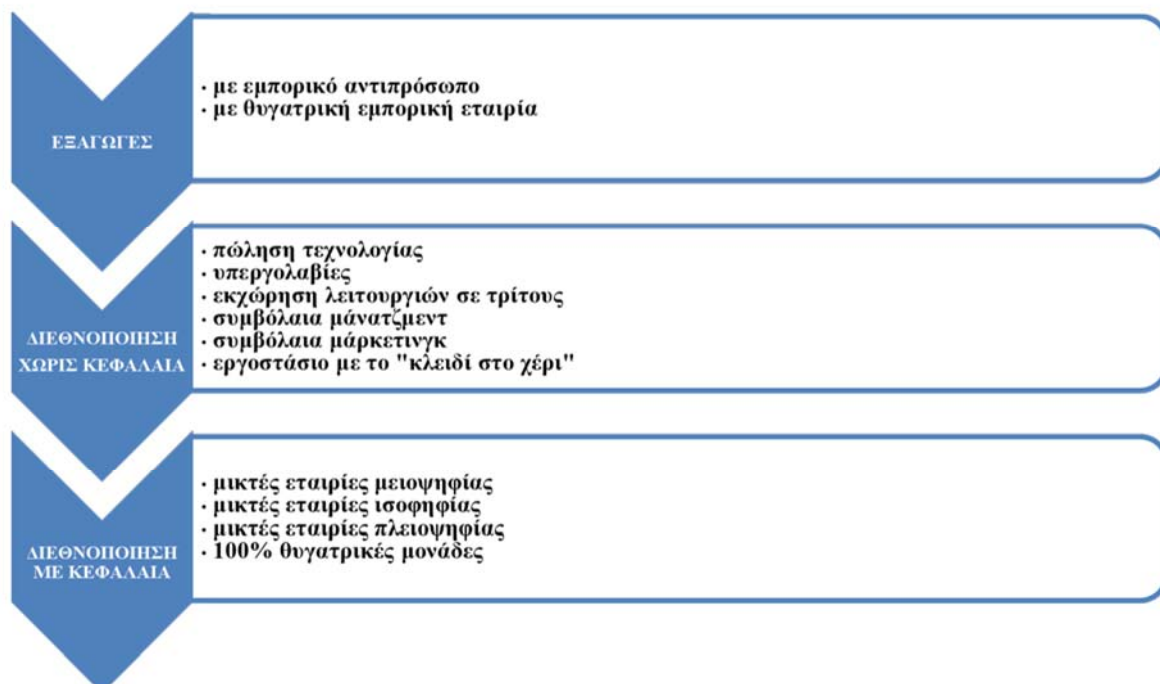 ΕΞΑΓΩΓΕΣ
· με εμπορικό αντιπρόσωπο
· με θυγατρική εμπορική εταιρία
ΔΙΕΘΝΟΠΟΙΗΣΗ
ΧΩΡΙΣ ΚΕΦΑΛΑΙΑ
· πώληση τεχνολογίας
· υπεργολαβίες
· εκχώρηση λειτουργιών σε τρίτους
· συμβόλαια μάνατζμεντ
· συμβόλαια μάρκετινγκ
· εργοστάσιο με το "κλειδί στο χέρι"
ΔΙΕΘΝΟΠΟΙΗΣΗ
ΜΕ ΚΕΦΑΛΑΙΑ
· μικτές εταιρίες μειοψηφίας
· μικτές εταιρίες ισοφηφίας
· μικτές εταιρίες πλειοψηφίας
· 100% θυγατρικές μονάδες